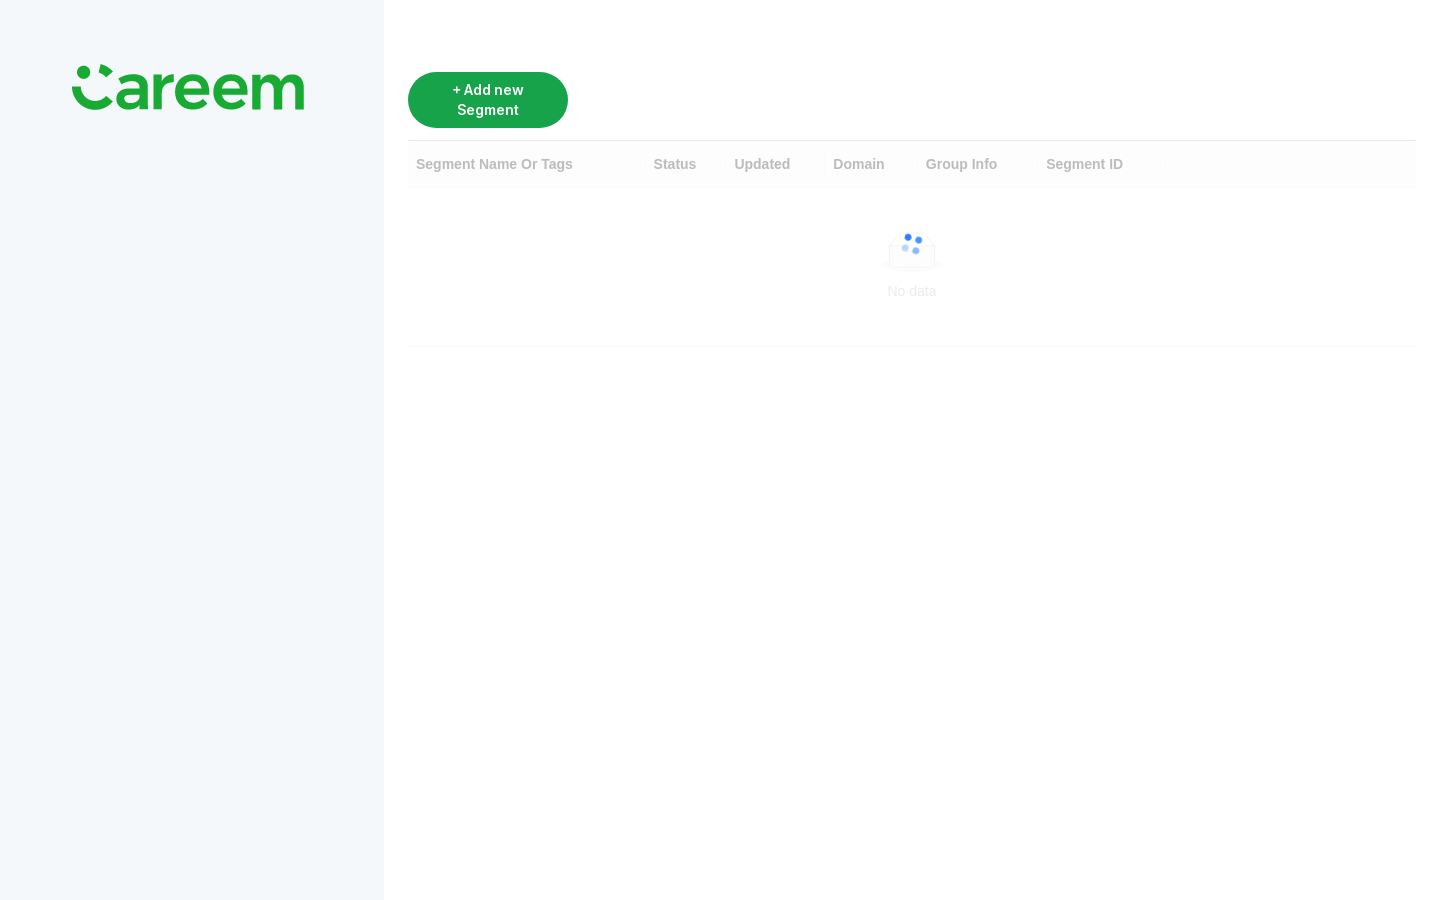 Careem
+ Add new
Segment
Segment Name Or Tags Status Updated Domain Group Info Segment ID
No data